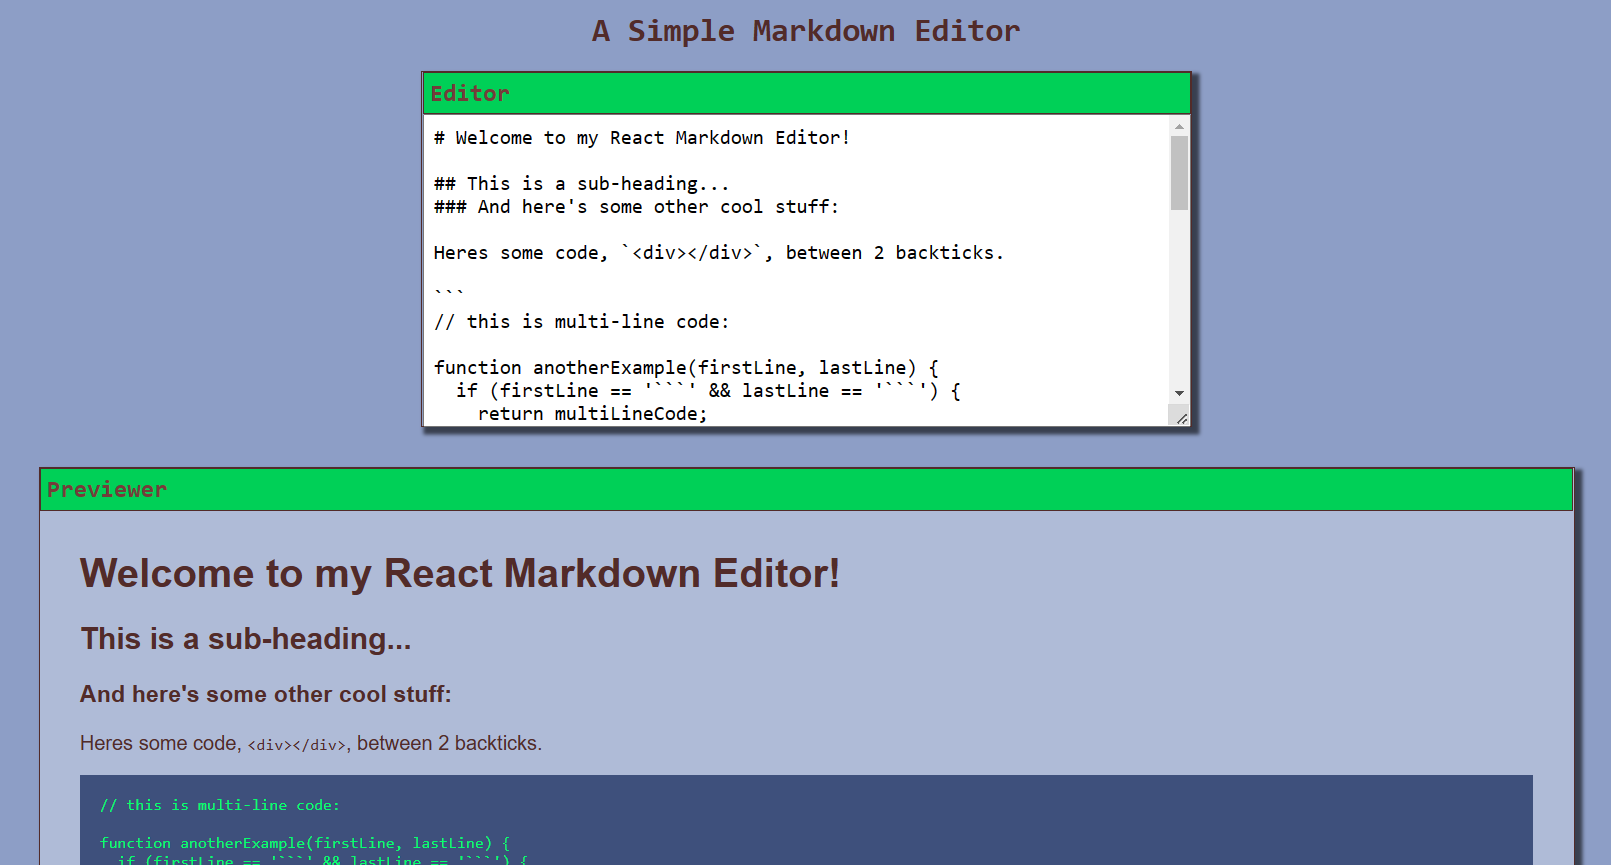 A Simple Markdown Editor
Editor
# Welcome to my React Markdown Editor!
## This is a sub-heading...
### And here's some other cool stuff:
Heres some code, `<div></div>`, between 2 backticks.
```
// this is multi-line code:
function anotherExample(firstLine, lastLine) {
  if (firstLine == '```' && lastLine == '```') {
    return multiLineCode;
Previewer
Welcome to my React Markdown Editor!
This is a sub-heading...
And here's some other cool stuff:
Heres some code, <div></div>, between 2 backticks.
// this is multi-line code:
function anotherExample(firstLine, lastLine) {
  if (firstLine == '```' && lastLine == '```') {